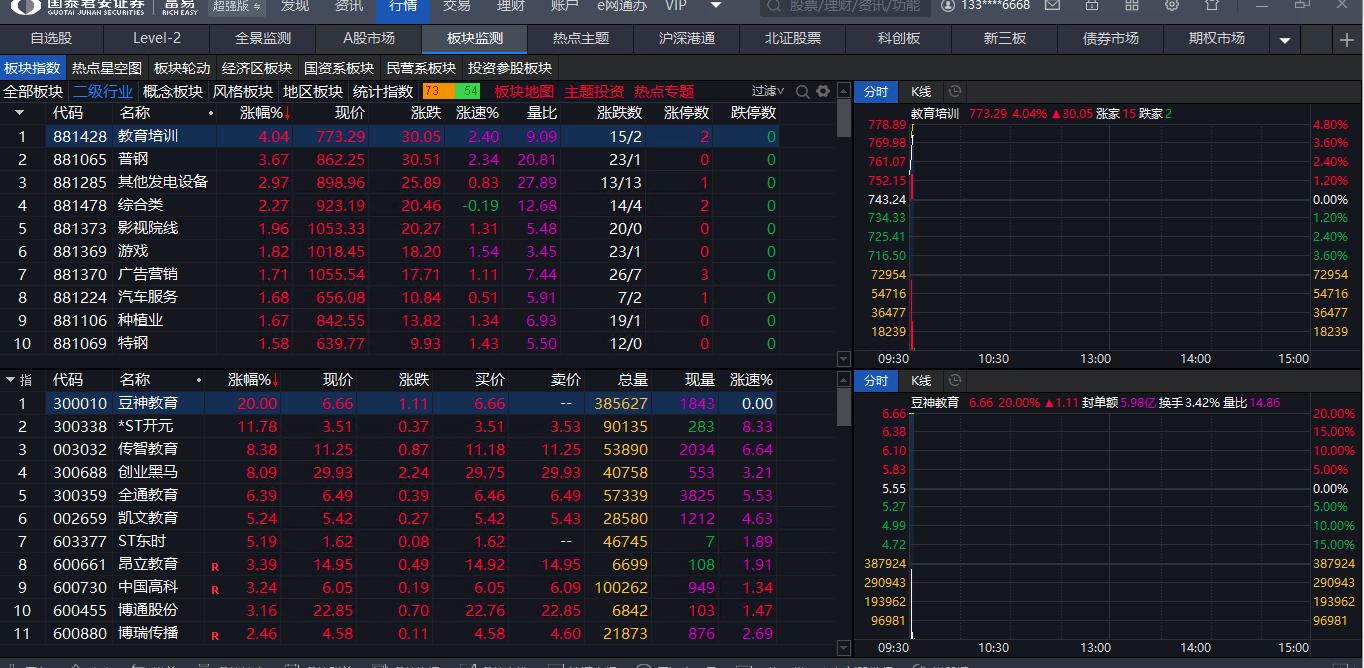 国泰君安证券 富易 超强版 发现 资讯 行情 交易 理财 账户 e网通办 VIP 股票/理财/资讯/功能 133****6668
GUOTAI JUNAN SECURITIES RICH EASY
自选股 Level-2 全景监测 A股市场 板块监测 热点主题 沪深港通 北证股票 科创板 新三板 债券市场 期权市场
板块指数 热点星空图 板块轮动 经济区板块 国资系板块 民营系板块 投资参股板块
全部板块 二级行业 概念板块 风格板块 地区板块 统计指数 73 54 板块地图 主题投资 热点专题 过滤
代码 名称 涨幅%↓ 现价 涨跌 涨速% 量比 涨跌数 涨停数 跌停数
1 881428 教育培训 4.04 773.29 30.05 2.40 9.09 15/2 2 0
2 881065 普钢 3.67 862.25 30.51 2.34 20.81 23/1 0 0
3 881285 其他发电设备 2.97 898.96 25.89 0.83 27.89 13/13 1 0
4 881478 综合类 2.27 923.19 20.46 -0.19 12.68 14/4 2 0
5 881373 影视院线 1.96 1053.33 20.27 1.31 5.48 20/0 0 0
6 881369 游戏 1.82 1018.45 18.20 1.54 3.45 23/1 0 0
7 881370 广告营销 1.71 1055.54 17.71 1.11 7.44 26/7 3 0
8 881224 汽车服务 1.68 656.08 10.84 0.51 5.91 7/2 1 0
9 881106 种植业 1.67 842.55 13.82 1.34 6.93 19/1 0 0
10 881069 特钢 1.58 639.77 9.93 1.43 5.50 12/0 0 0
分时 K线
教育培训 773.29 4.04% ▲30.05 涨家15 跌家2
778.89 4.80%
769.98 3.60%
761.07 2.40%
752.15 1.20%
743.24 0.00%
734.33 1.20%
725.41 2.40%
716.50 3.60%
72954 72954
54716 54716
36477 36477
18239 18239
09:30 10:30 13:00 14:00 15:00
指 代码 名称 涨幅%↓ 现价 涨跌 买价 卖价 总量 现量 涨速%
1 300010 豆神教育 20.00 6.66 1.11 6.66 -- 385627 1843 0.00
2 300338 *ST开元 11.78 3.51 0.37 3.51 3.53 90135 283 8.33
3 003032 传智教育 8.38 11.25 0.87 11.18 11.25 53890 2034 6.64
4 300688 创业黑马 8.09 29.93 2.24 29.75 29.93 40758 553 3.21
5 300359 全通教育 6.39 6.49 0.39 6.46 6.49 57339 3825 5.53
6 002659 凯文教育 5.24 5.42 0.27 5.42 5.43 28580 1212 4.63
7 603377 ST东时 5.19 1.62 0.08 1.62 -- 46745 7 1.89
8 600661 昂立教育 R 3.39 14.95 0.49 14.92 14.95 6699 108 1.91
9 600730 中国高科 R 3.24 6.05 0.19 6.05 6.09 100262 949 1.34
10 600455 博通股份 3.16 22.85 0.70 22.76 22.85 6842 103 1.47
11 600880 博瑞传播 R 2.46 4.58 0.11 4.58 4.60 21873 876 2.69
分时 K线
豆神教育 6.66 20.00% ▲1.11 封单额5.98亿 换手3.42% 量比14.86
6.66 20.00%
6.38 15.00%
6.10 10.00%
5.83 5.00%
5.55 0.00%
5.27 5.00%
4.99 10.00%
4.72 15.00%
387924 387924
290943 290943
193962 193962
96981 96981
09:30 10:30 13:00 14:00 15:00